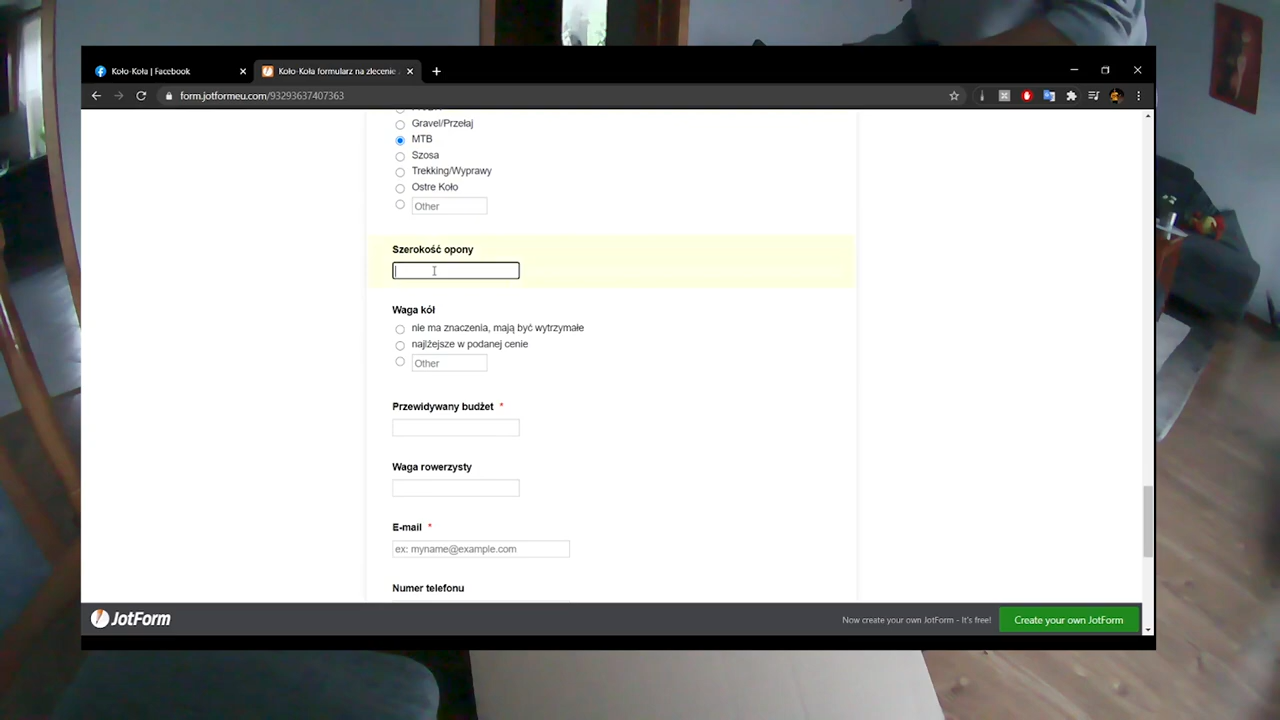 Koło-Koła | Facebook
Koło-Koła formularz na zlecenie
form.jotformeu.com/93293637407363
Gravel/Przełaj
MTB
Szosa
Trekking/Wyprawy
Ostre Koło
Other
Szerokość opony
Waga kół
nie ma znaczenia, mają być wytrzymałe
najlżejsze w podanej cenie
Other
Przewidywany budżet *
Waga rowerzysty
E-mail *
ex: myname@example.com
Numer telefonu
JotForm
Now create your own JotForm - It's free!
Create your own JotForm